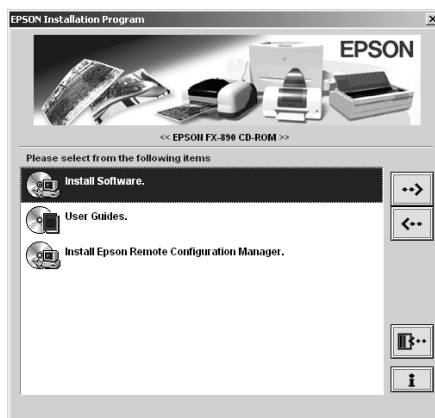 EPSON Installation Program
EPSON
<< EPSON FX-890 CD-ROM >>
Please select from the following items
Install Software.
User Guides.
Install Epson Remote Configuration Manager.